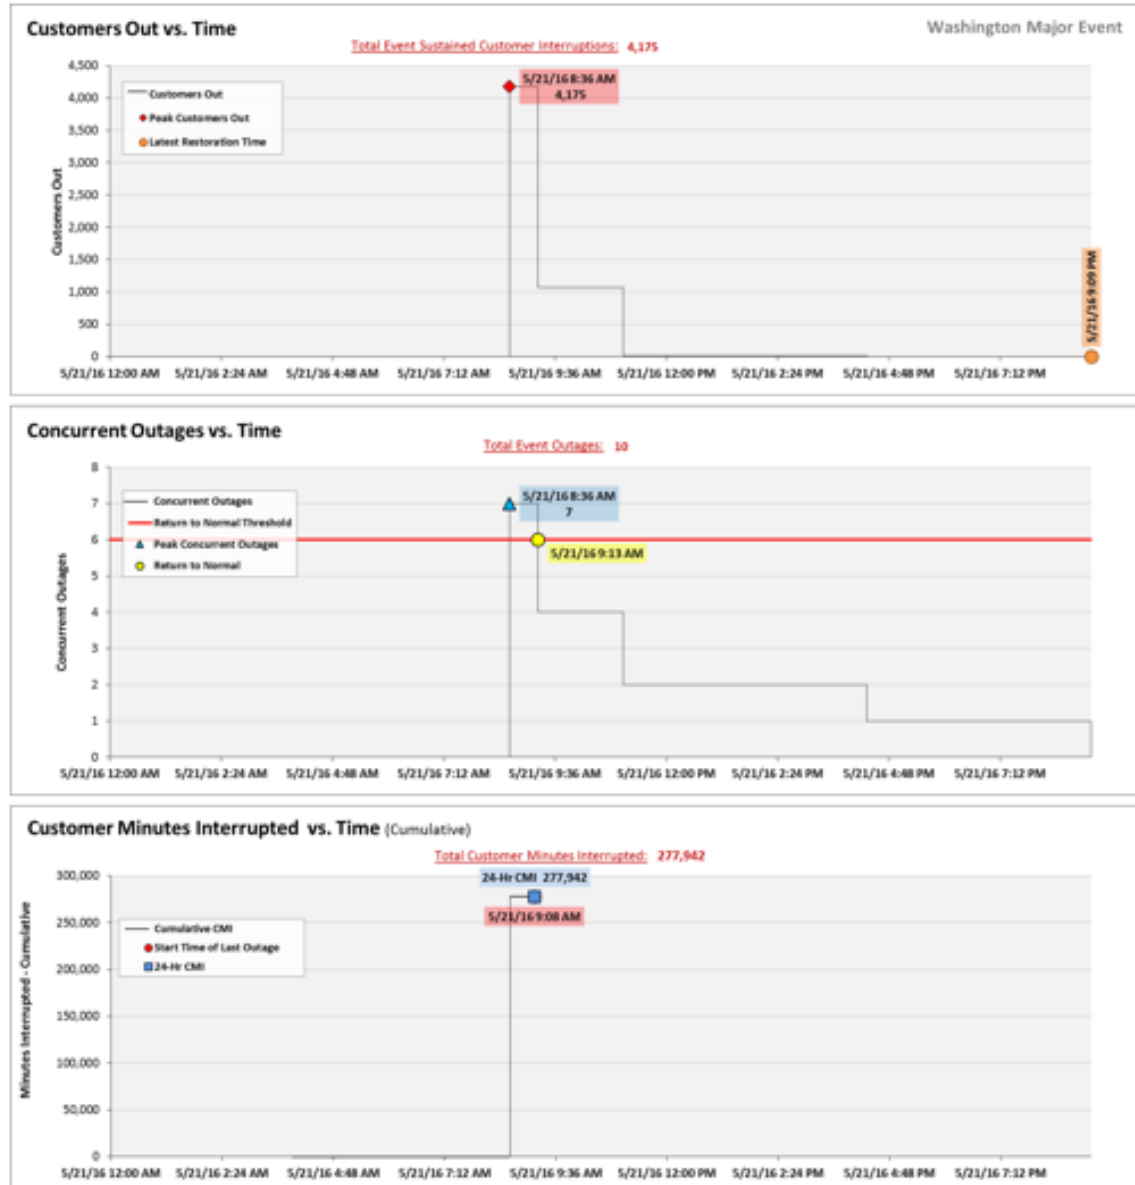 Customers Out vs. Time
Washington Major Event
Total Event Sustained Customer Interruptions: 4,175
4,500
4,000
3,500
3,000
2,500
2,000
1,500
1,000
500
0
Customers Out
Customers Out
Peak Customers Out
Latest Restoration Time
5/21/16 8:36 AM
4,175
5/21/16 9:09 PM
5/21/16 12:00 AM 5/21/16 2:24 AM 5/21/16 4:48 AM 5/21/16 7:12 AM 5/21/16 9:36 AM 5/21/16 12:00 PM 5/21/16 2:24 PM 5/21/16 4:48 PM 5/21/16 7:12 PM
Concurrent Outages vs. Time
Total Event Outages: 10
8
7
6
5
4
3
2
1
0
Concurrent Outages
Concurrent Outages
Return to Normal Threshold
Peak Concurrent Outages
Return to Normal
5/21/16 8:36 AM
7
5/21/16 9:13 AM
5/21/16 12:00 AM 5/21/16 2:24 AM 5/21/16 4:48 AM 5/21/16 7:12 AM 5/21/16 9:36 AM 5/21/16 12:00 PM 5/21/16 2:24 PM 5/21/16 4:48 PM 5/21/16 7:12 PM
Customer Minutes Interrupted vs. Time (Cumulative)
Total Customer Minutes Interrupted: 277,942
300,000
250,000
200,000
150,000
100,000
50,000
0
Minutes Interrupted - Cumulative
Cumulative CMI
Start Time of Last Outage
24-Hr CMI
24-Hr CMI 277,942
5/21/16 9:08 AM
5/21/16 12:00 AM 5/21/16 2:24 AM 5/21/16 4:48 AM 5/21/16 7:12 AM 5/21/16 9:36 AM 5/21/16 12:00 PM 5/21/16 2:24 PM 5/21/16 4:48 PM 5/21/16 7:12 PM